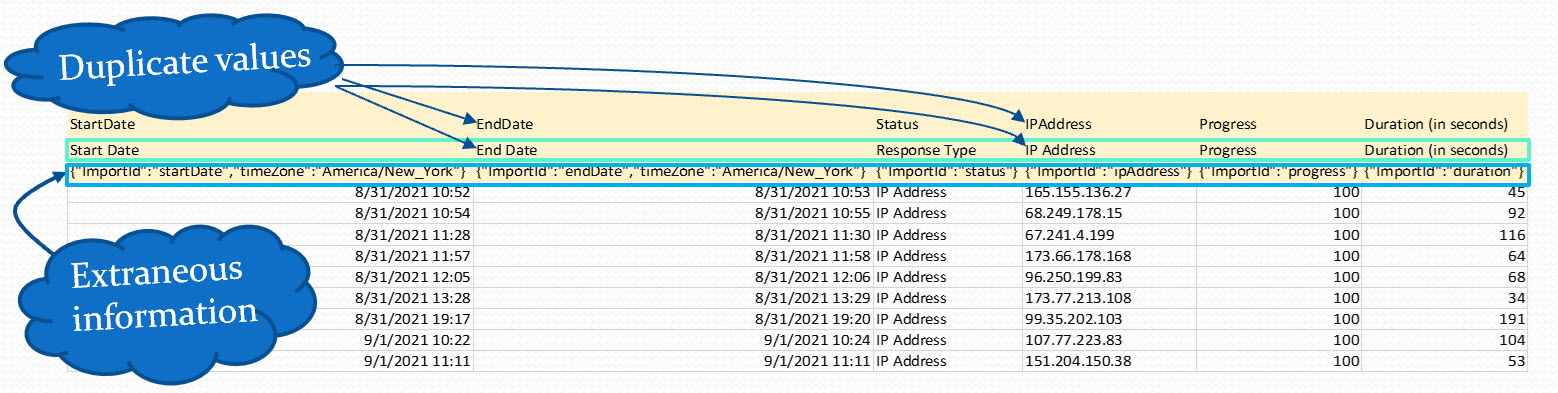 Duplicate values
StartDate EndDate Status IPAddress Progress Duration (in seconds)
Start Date End Date Response Type IP Address Progress Duration (in seconds)
{"ImportId":"startDate","timeZone":"America/New_York"} {"ImportId":"endDate","timeZone":"America/New_York"} {"ImportId":"status"} {"ImportId":"ipAddress"} {"ImportId":"progress"} {"ImportId":"duration"}
8/31/2021 10:52 8/31/2021 10:53 IP Address 165.155.136.27 100 45
8/31/2021 10:54 8/31/2021 10:55 IP Address 68.249.178.15 100 92
8/31/2021 11:28 8/31/2021 11:30 IP Address 67.241.4.199 100 116
8/31/2021 11:57 8/31/2021 11:58 IP Address 173.66.178.168 100 64
8/31/2021 12:05 8/31/2021 12:06 IP Address 96.250.199.83 100 68
8/31/2021 13:28 8/31/2021 13:29 IP Address 173.77.213.108 100 34
8/31/2021 19:17 8/31/2021 19:20 IP Address 99.35.202.103 100 191
9/1/2021 10:22 9/1/2021 10:24 IP Address 107.77.223.83 100 104
9/1/2021 11:11 9/1/2021 11:11 IP Address 151.204.150.38 100 53
Extraneous
information